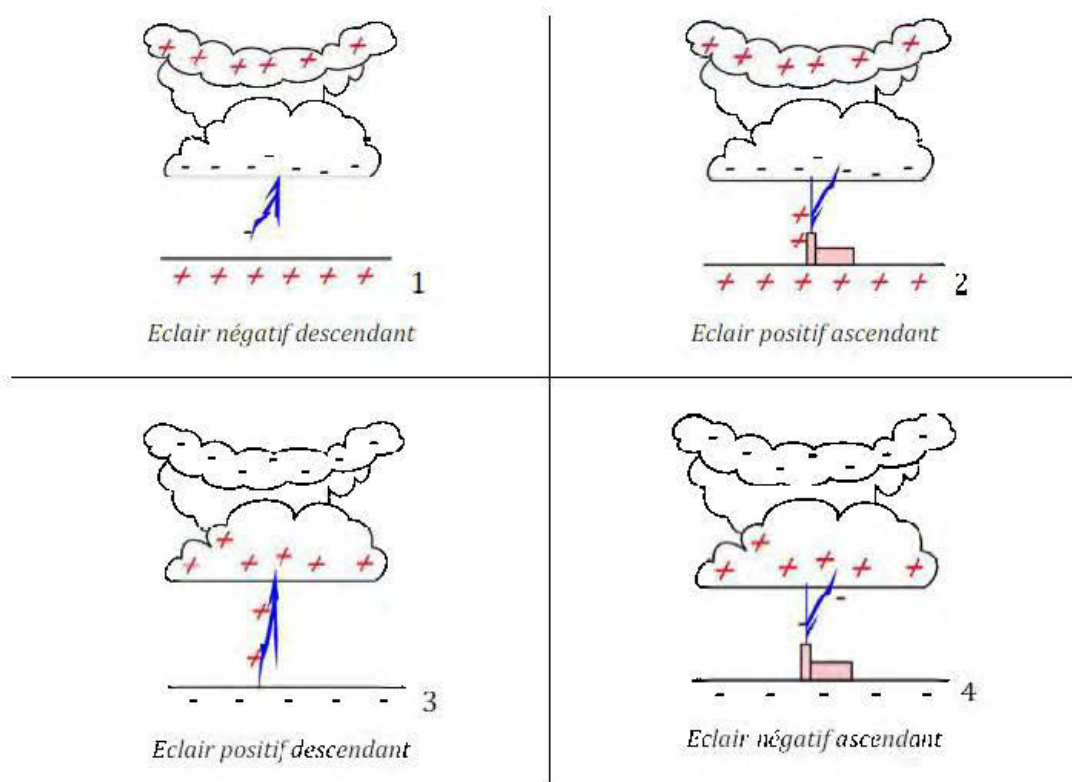 1
Eclair négatif descendant
2
Eclair positif ascendant
3
Eclair positif descendant
4
Eclair négatif ascendant